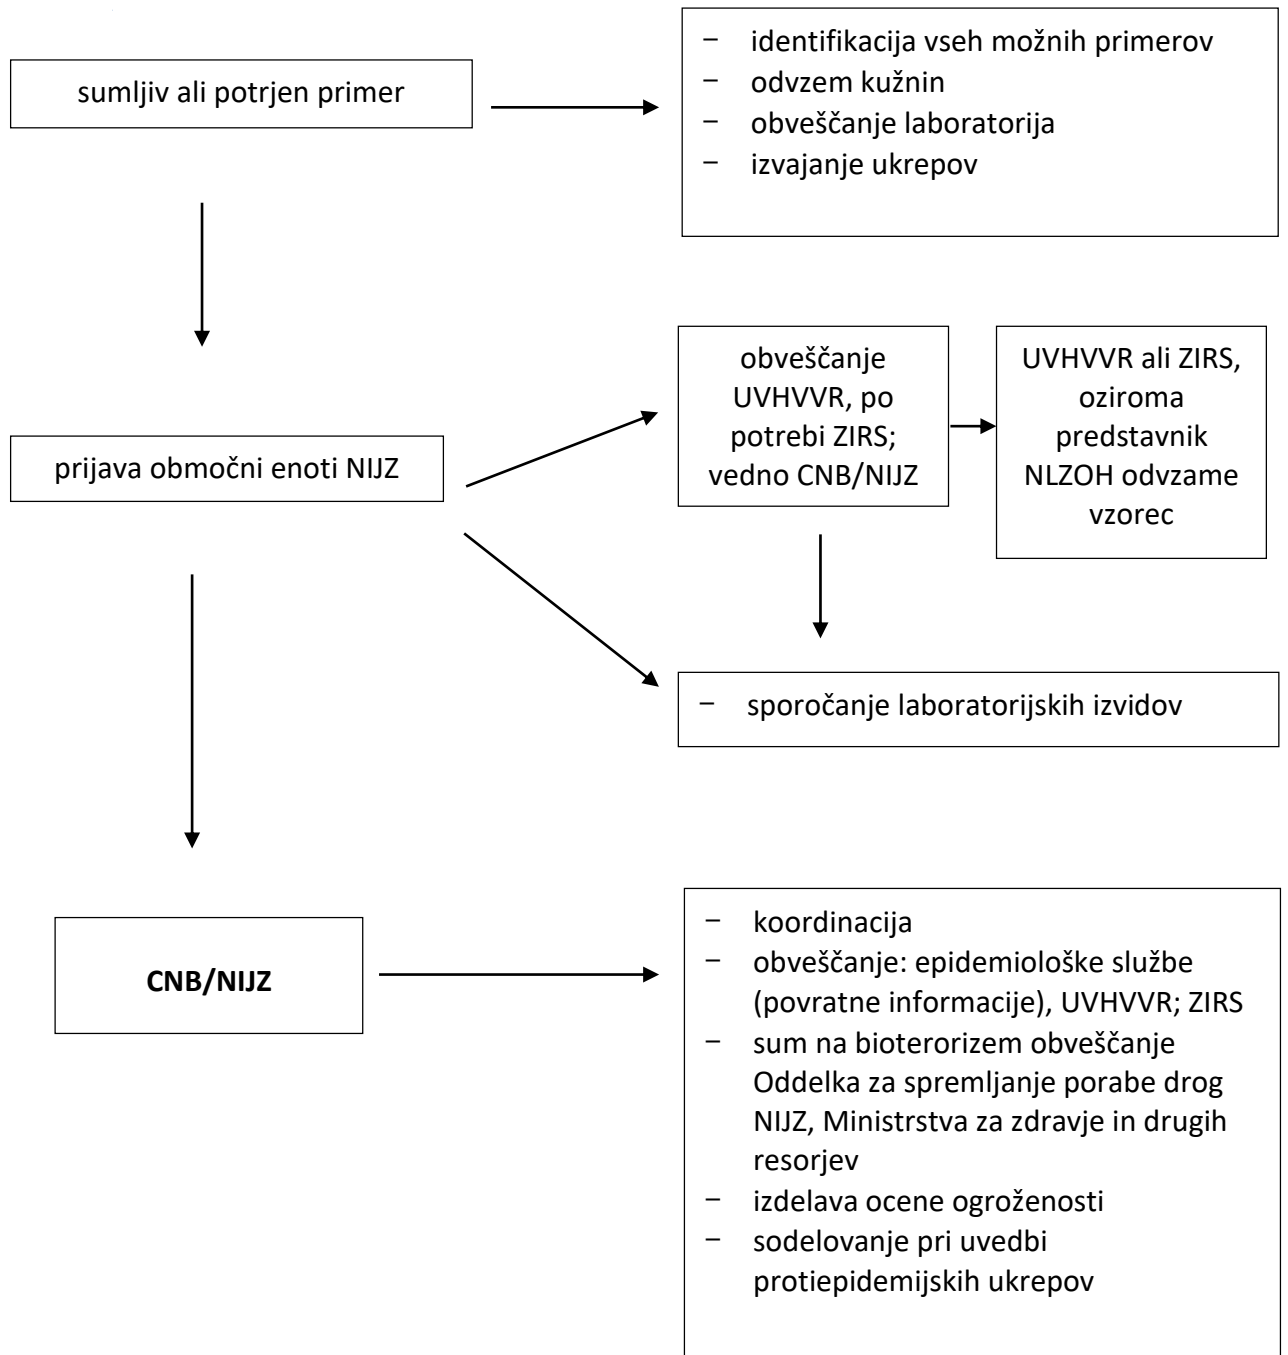 sumljiv ali potrjen primer
– identifikacija vseh možnih primerov
– odvzem kužnin
– obveščanje laboratorija
– izvajanje ukrepov
prijava območni enoti NIJZ
obveščanje
UVHVVR, po
potrebi ZIRS;
vedno CNB/NIJZ
UVHVVR ali ZIRS,
oziroma
predstavnik
NLZOH odvzame
vzorec
– sporočanje laboratorijskih izvidov
CNB/NIJZ
– koordinacija
– obveščanje: epidemiološke službe
(povratne informacije), UVHVVR; ZIRS
– sum na bioterorizem obveščanje
Oddelka za spremljanje porabe drog
NIJZ, Ministrstva za zdravje in drugih
resorjev
– izdelava ocene ogroženosti
– sodelovanje pri uvedbi
protiepidemijskih ukrepov